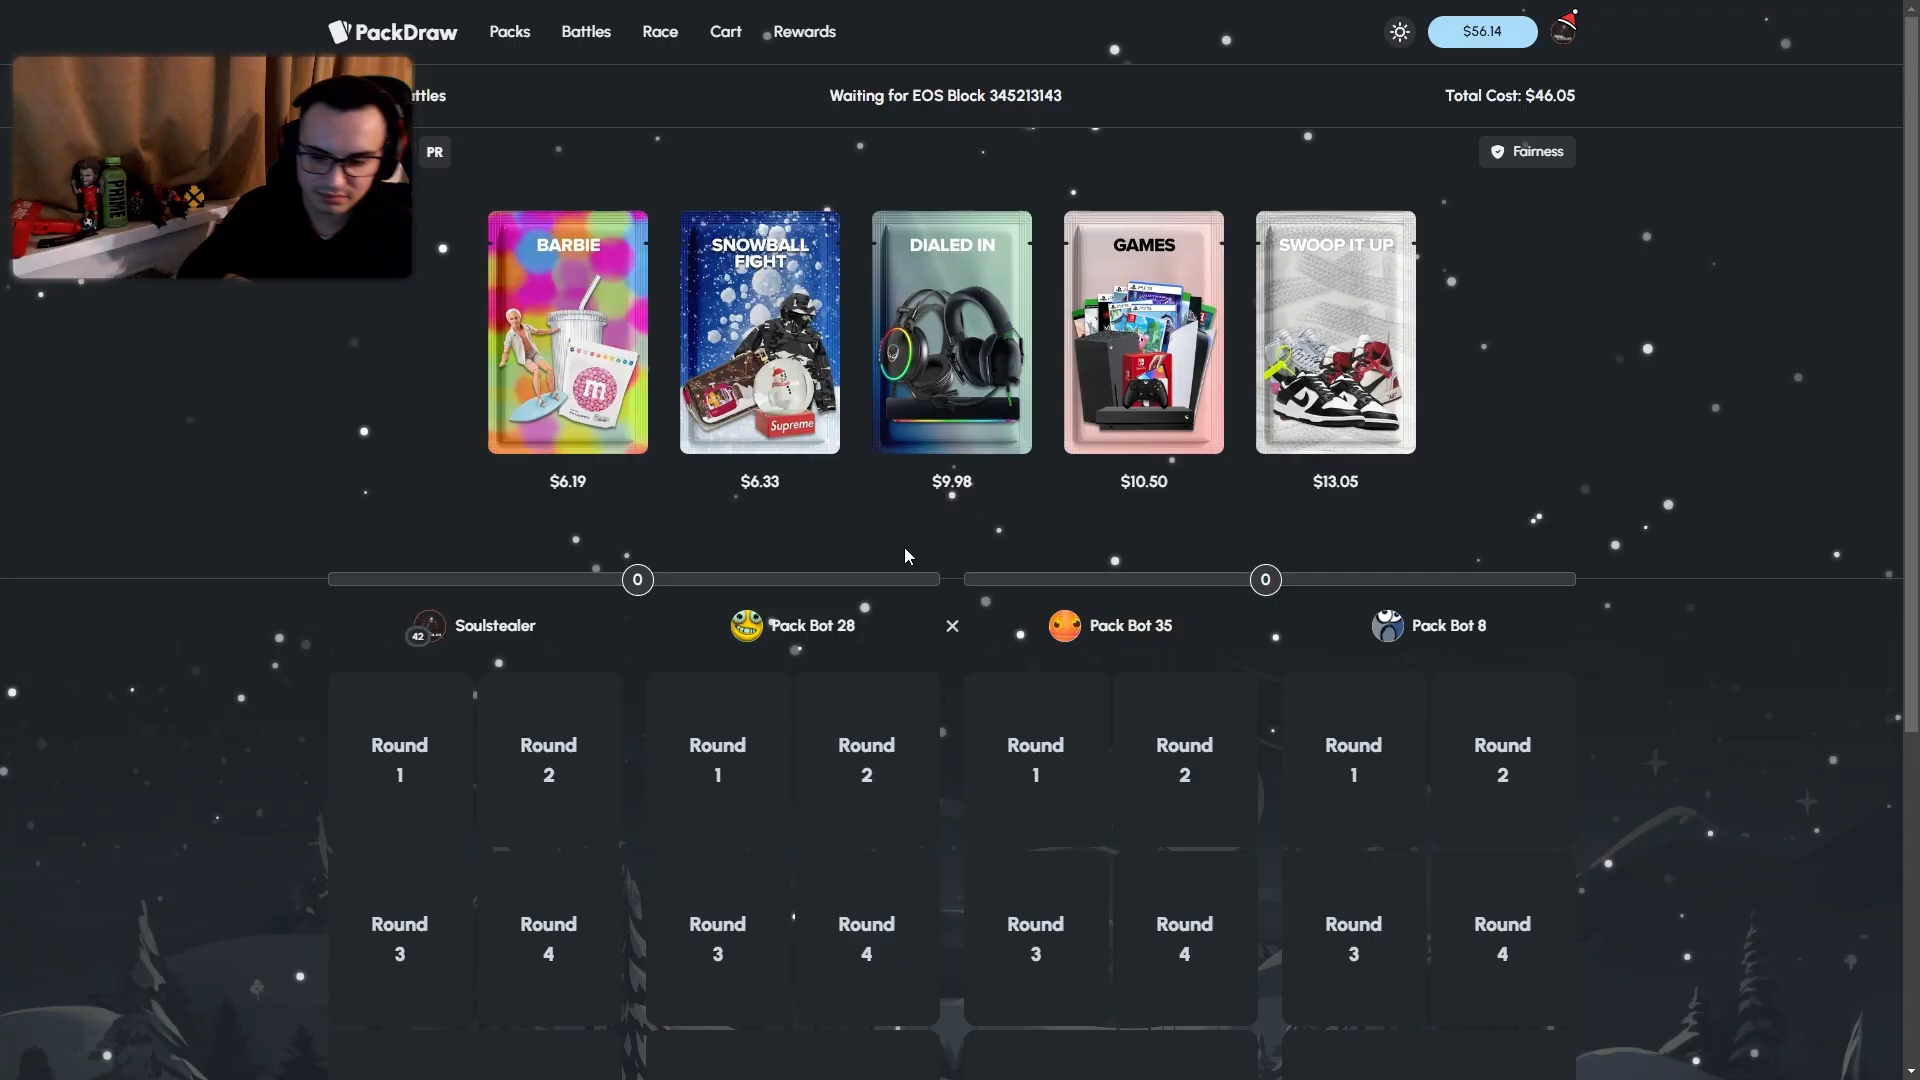 PackDraw
Packs
Battles
Race
Cart
Rewards
$56.14
ttles
Waiting for EOS Block 345213143
Total Cost: $46.05
PR
Fairness
PRIME
BARBIE
SNOWBALL
FIGHT
DIALED IN
GAMES
SWOOP IT UP
m
Supreme
$6.19
$6.33
$9.98
$10.50
$13.05
0
0
42
Soulstealer
Pack Bot 28
Pack Bot 35
Pack Bot 8
Round
1
Round
2
Round
1
Round
2
Round
1
Round
2
Round
1
Round
2
Round
3
Round
4
Round
3
Round
4
Round
3
Round
4
Round
3
Round
4